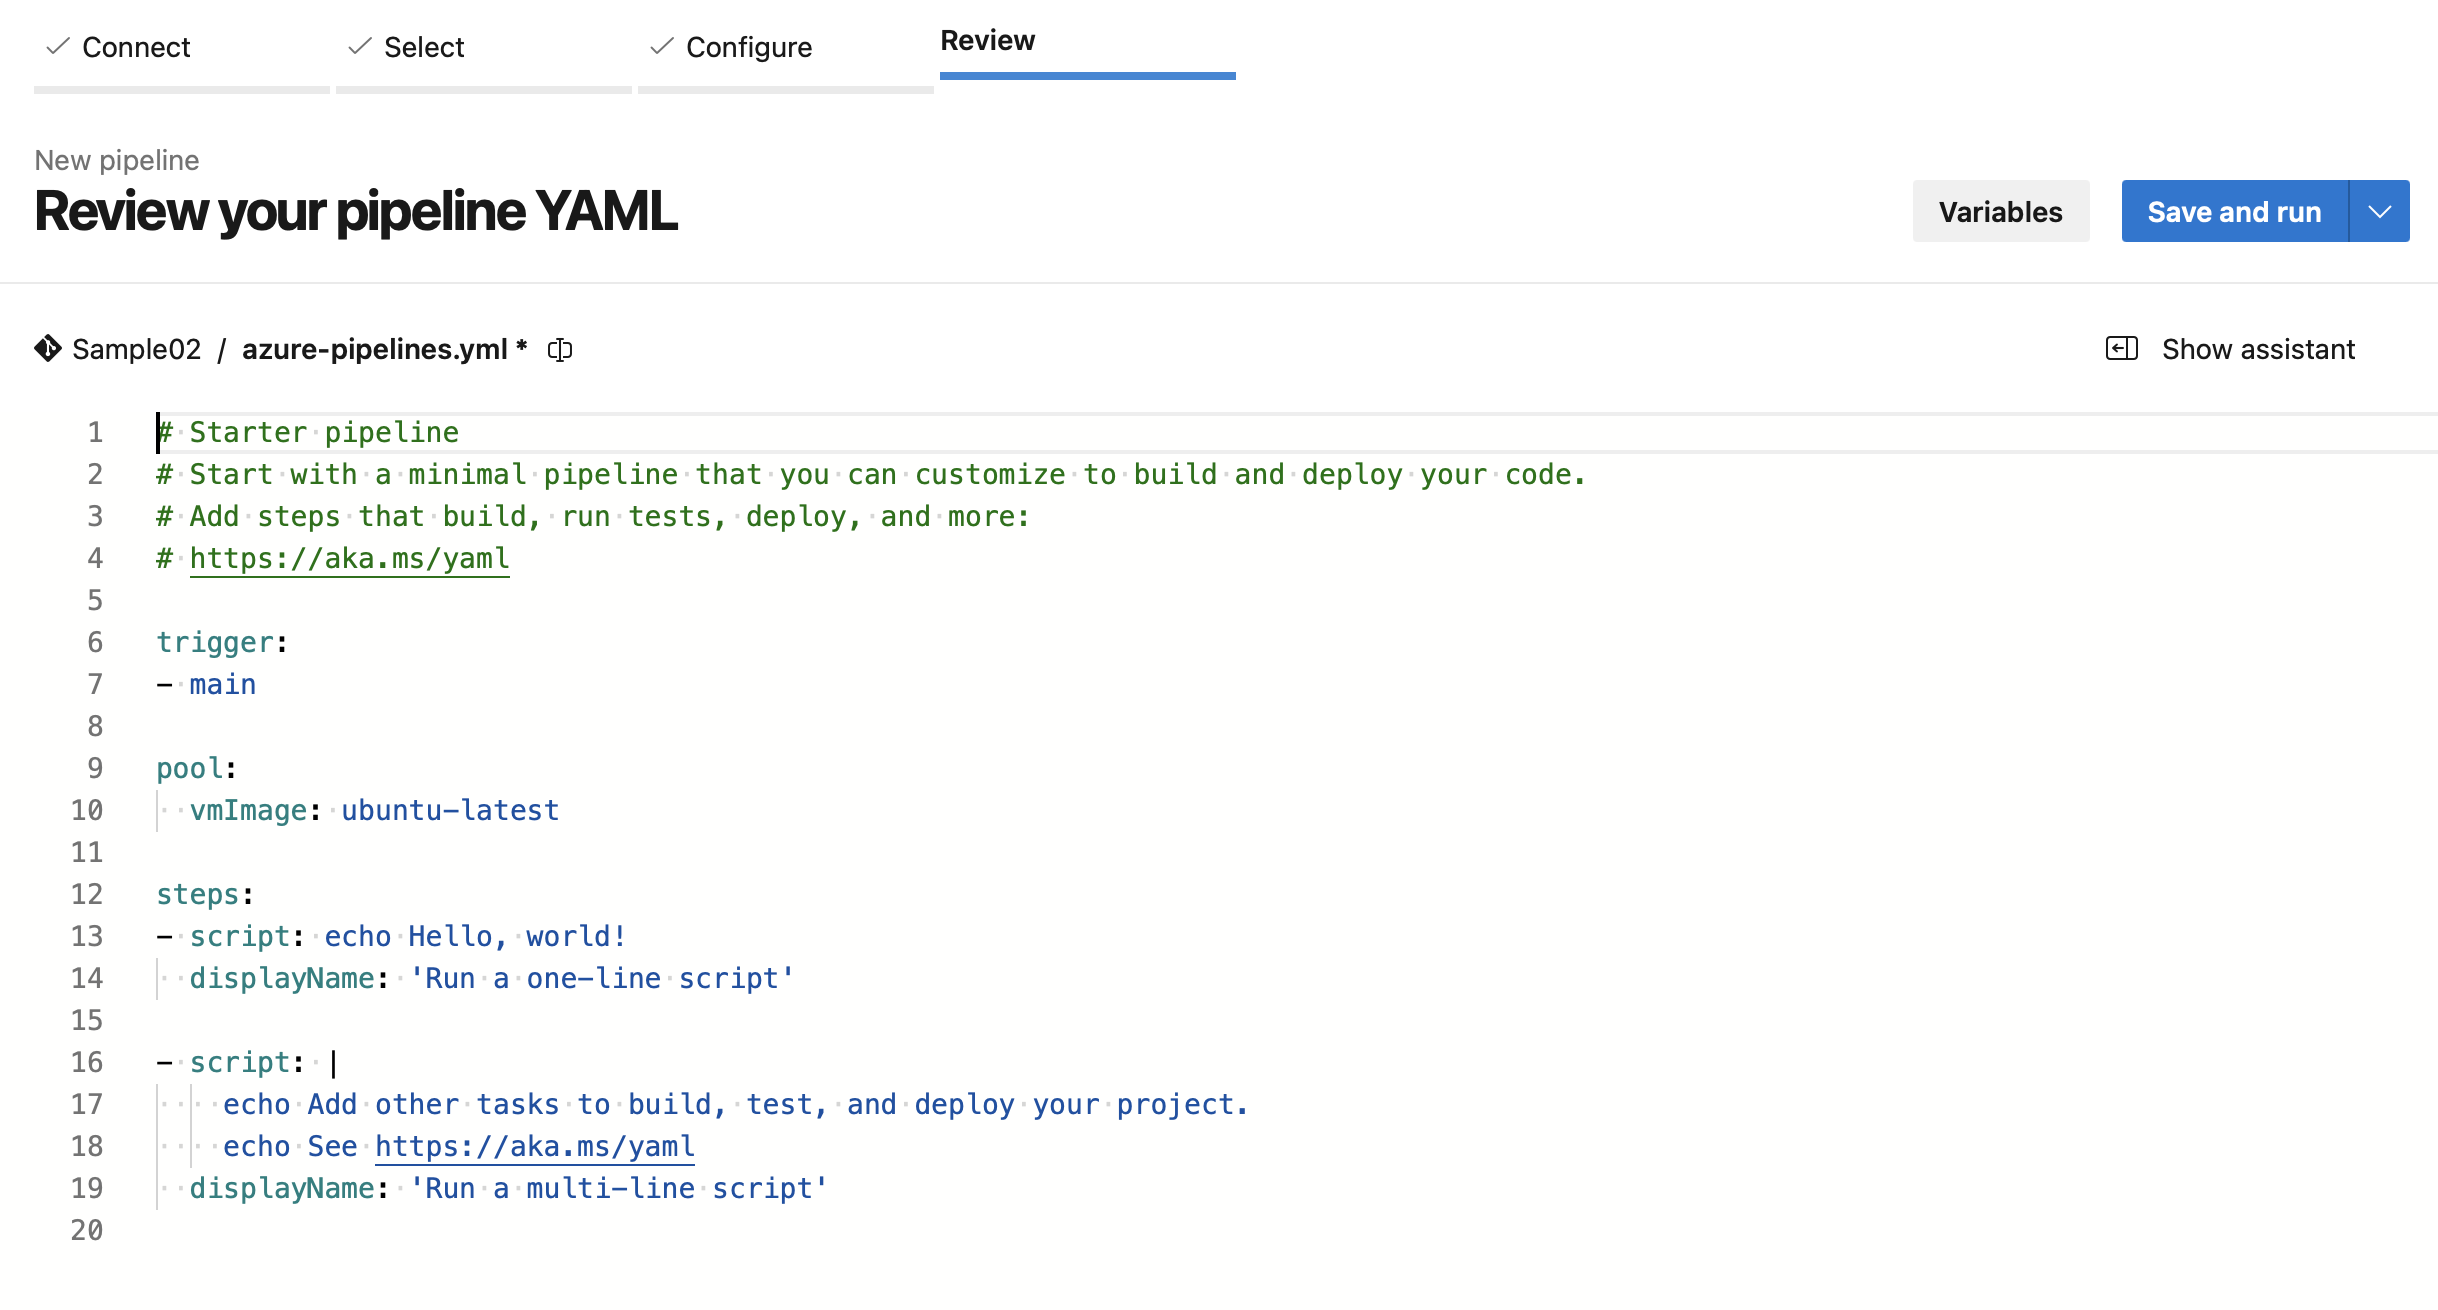 Connect
Select
Configure
Review
New pipeline
Review your pipeline YAML
Variables
Save and run
Sample02 / azure-pipelines.yml *
Show assistant
1 # Starter pipeline
2 # Start with a minimal pipeline that you can customize to build and deploy your code.
3 # Add steps that build, run tests, deploy, and more:
4 # https://aka.ms/yaml
5
6 trigger:
7 - main
8
9 pool:
10   vmImage: ubuntu-latest
11
12 steps:
13 - script: echo Hello, world!
14   displayName: 'Run a one-line script'
15
16 - script: |
17     echo Add other tasks to build, test, and deploy your project.
18     echo See https://aka.ms/yaml
19   displayName: 'Run a multi-line script'
20